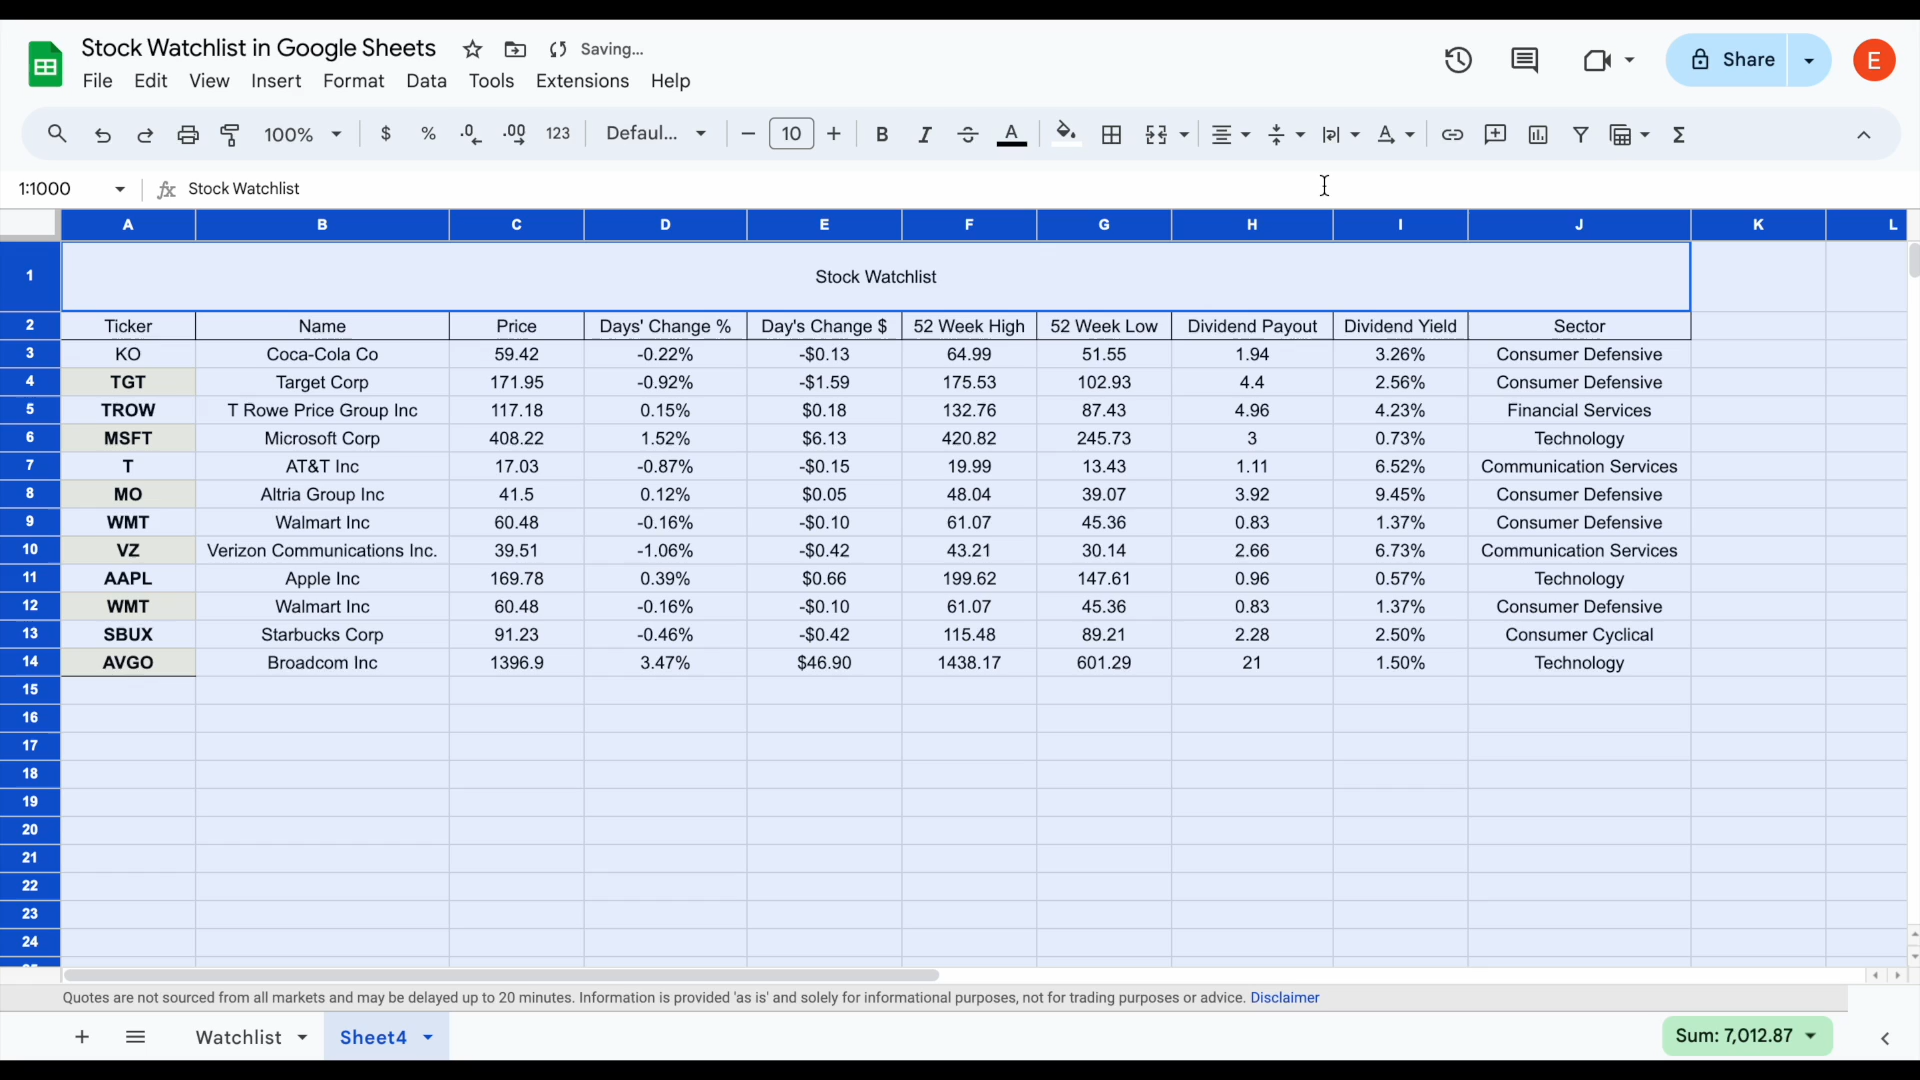 Stock Watchlist in Google Sheets Saving...
File Edit View Insert Format Data Tools Extensions Help
Share E
100% $ % .0 .00 123 Defaul... 10 B I A
1:1000 fx Stock Watchlist
A B C D E F G H I J K L
1 Stock Watchlist
2 Ticker Name Price Days' Change % Day's Change $ 52 Week High 52 Week Low Dividend Payout Dividend Yield Sector
3 KO Coca-Cola Co 59.42 -0.22% -$0.13 64.99 51.55 1.94 3.26% Consumer Defensive
4 TGT Target Corp 171.95 -0.92% -$1.59 175.53 102.93 4.4 2.56% Consumer Defensive
5 TROW T Rowe Price Group Inc 117.18 0.15% $0.18 132.76 87.43 4.96 4.23% Financial Services
6 MSFT Microsoft Corp 408.22 1.52% $6.13 420.82 245.73 3 0.73% Technology
7 T AT&T Inc 17.03 -0.87% -$0.15 19.99 13.43 1.11 6.52% Communication Services
8 MO Altria Group Inc 41.5 0.12% $0.05 48.04 39.07 3.92 9.45% Consumer Defensive
9 WMT Walmart Inc 60.48 -0.16% -$0.10 61.07 45.36 0.83 1.37% Consumer Defensive
10 VZ Verizon Communications Inc. 39.51 -1.06% -$0.42 43.21 30.14 2.66 6.73% Communication Services
11 AAPL Apple Inc 169.78 0.39% $0.66 199.62 147.61 0.96 0.57% Technology
12 WMT Walmart Inc 60.48 -0.16% -$0.10 61.07 45.36 0.83 1.37% Consumer Defensive
13 SBUX Starbucks Corp 91.23 -0.46% -$0.42 115.48 89.21 2.28 2.50% Consumer Cyclical
14 AVGO Broadcom Inc 1396.9 3.47% $46.90 1438.17 601.29 21 1.50% Technology
15
16
17
18
19
20
21
22
23
24
Quotes are not sourced from all markets and may be delayed up to 20 minutes. Information is provided 'as is' and solely for informational purposes, not for trading purposes or advice. Disclaimer
Watchlist Sheet4 Sum: 7,012.87